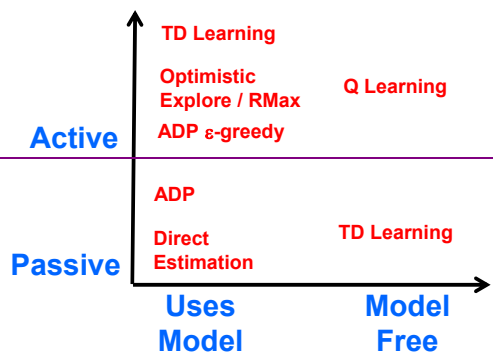 TD Learning
Optimistic
Explore / RMax
Q Learning
ADP ε-greedy
Active
ADP
TD Learning
Direct
Estimation
Passive
Uses
Model
Model
Free